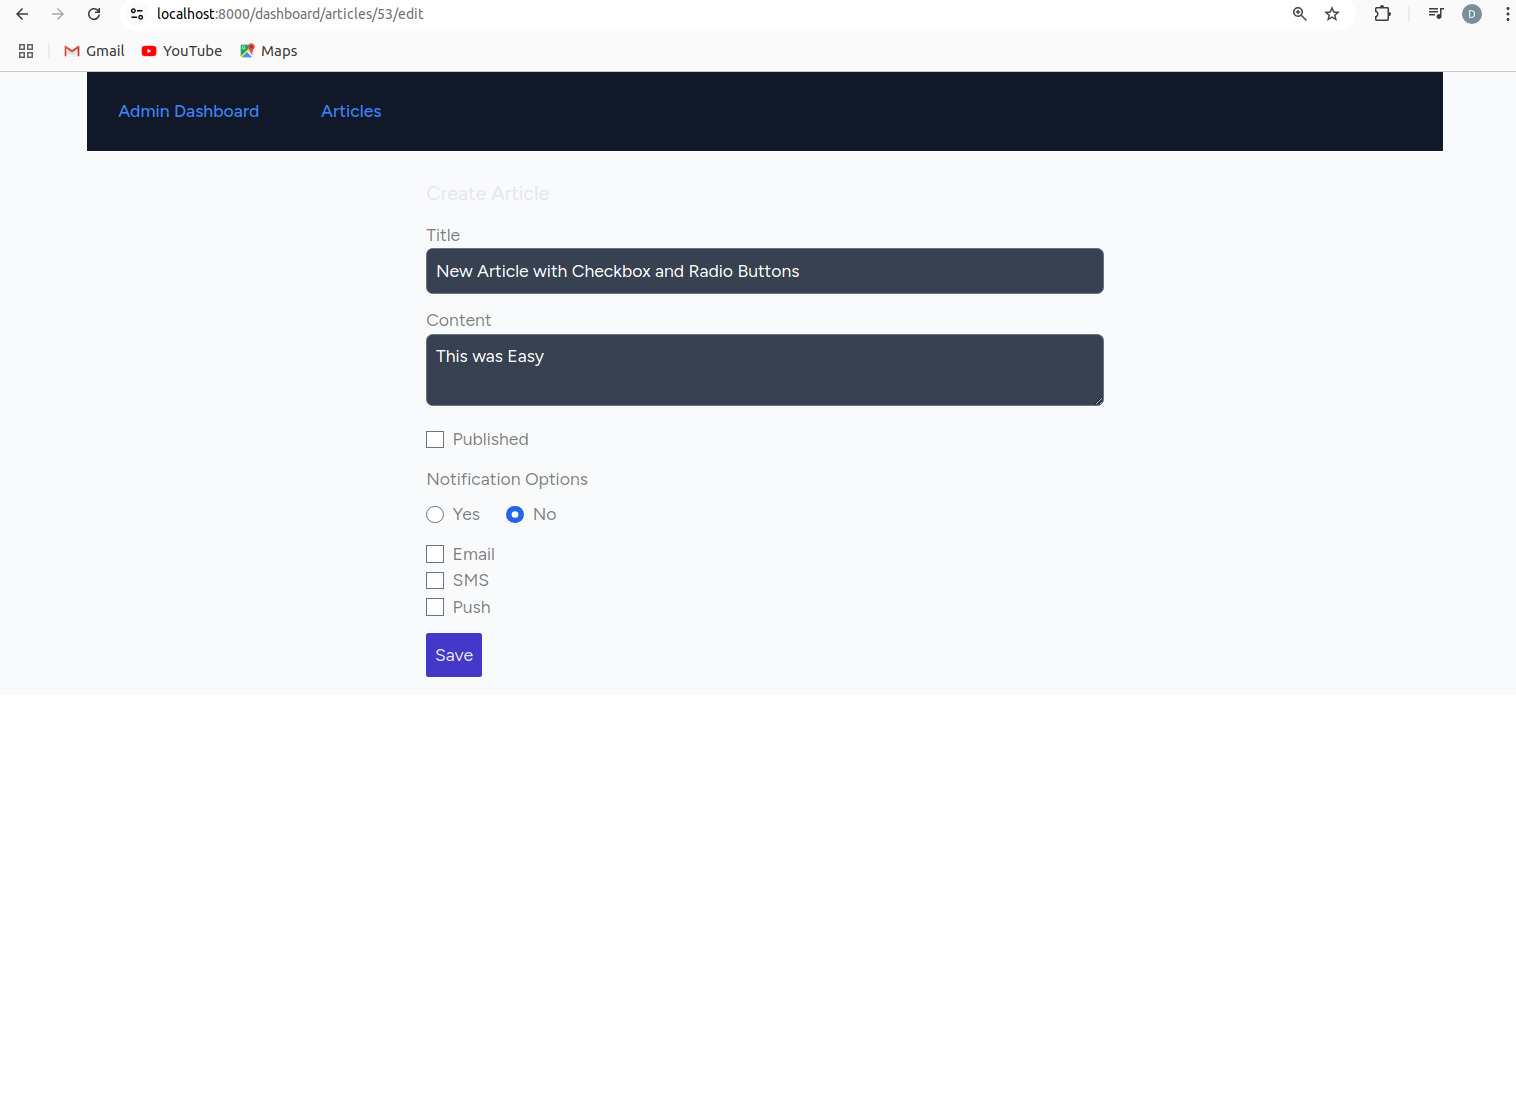 localhost:8000/dashboard/articles/53/edit
D
Gmail YouTube Maps
Admin Dashboard Articles
Create Article
Title
New Article with Checkbox and Radio Buttons
Content
This was Easy
Published
Notification Options
Yes No
Email
SMS
Push
Save